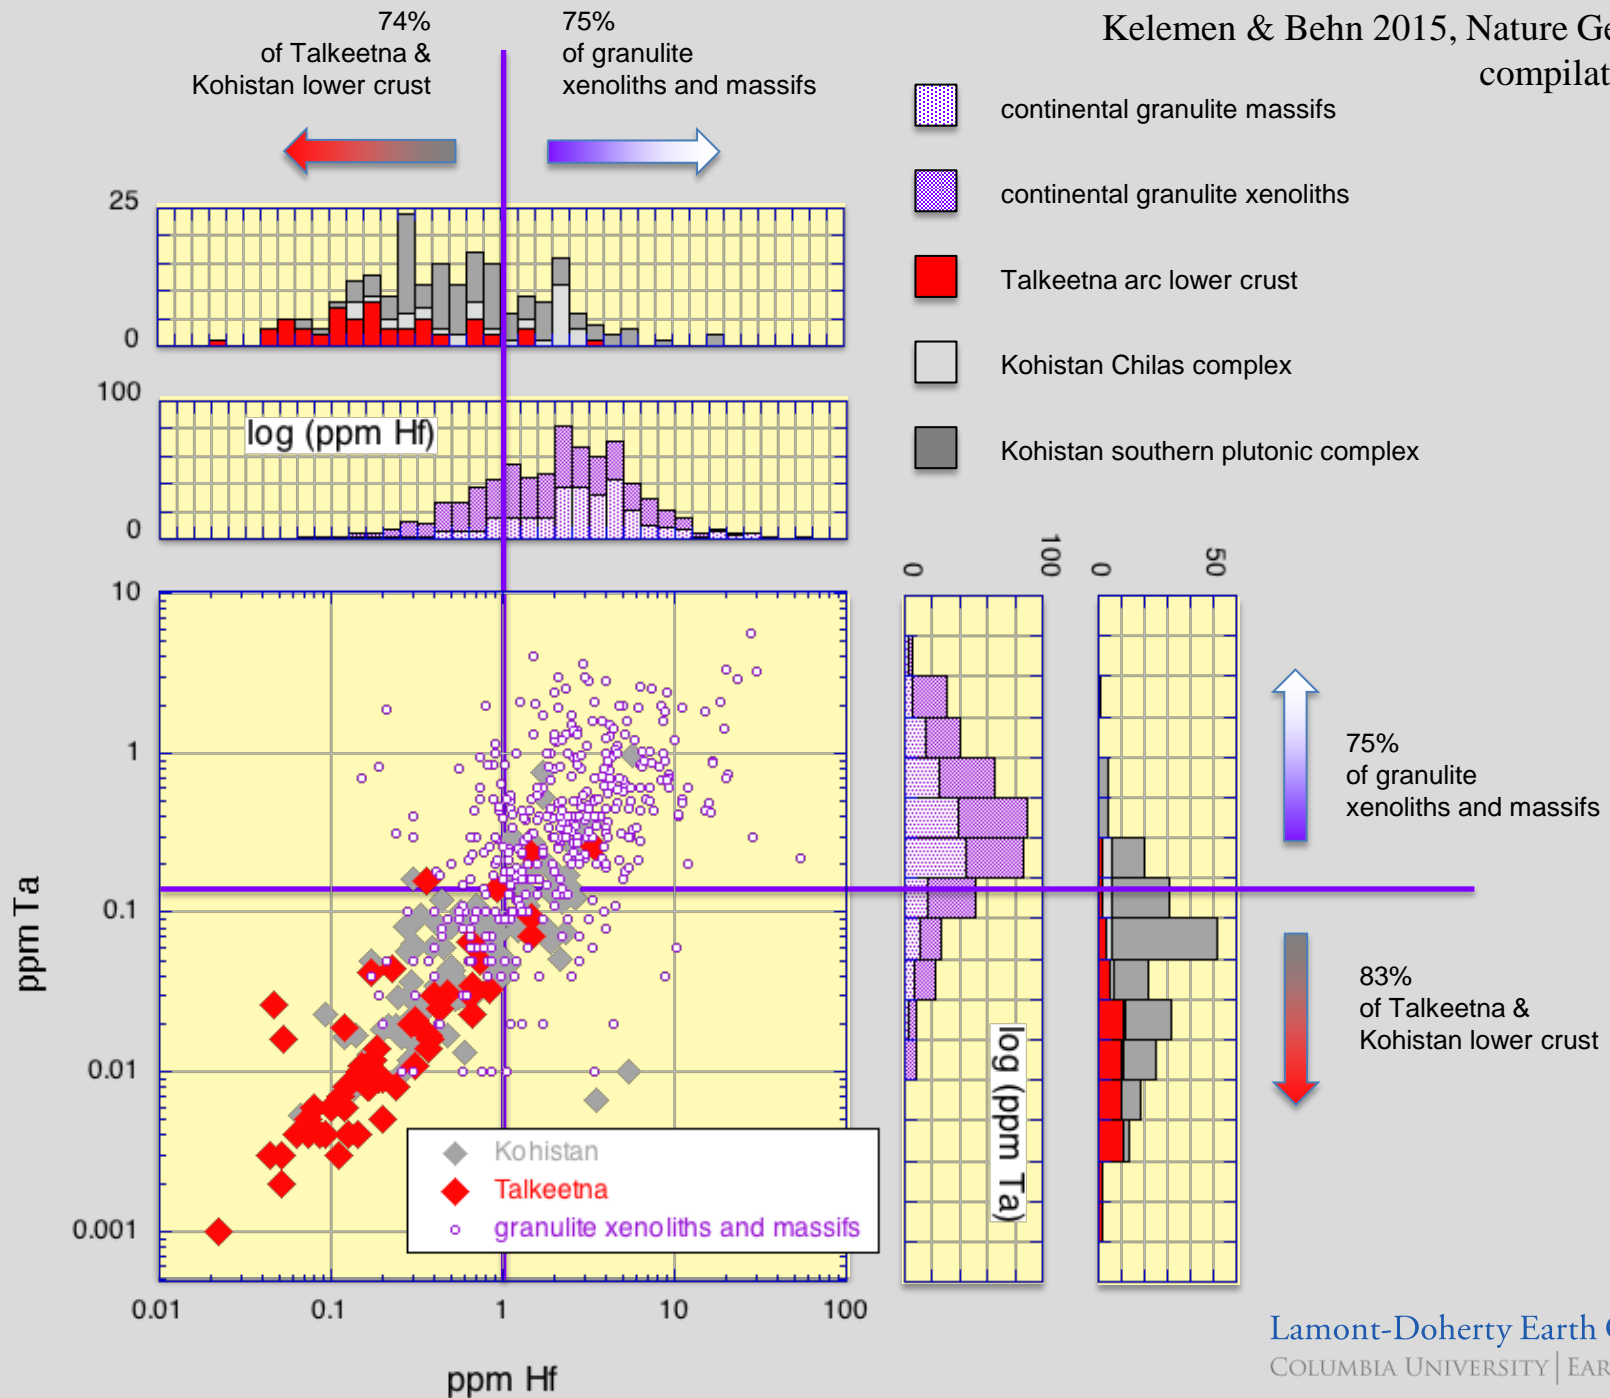 74%
of Talkeetna &
Kohistan lower crust
75%
of granulite
xenoliths and massifs
Kelemen & Behn 2015, Nature
continental granulite massifs
continental granulite xenoliths
Talkeetna arc lower crust
Kohistan Chilas complex
Kohistan southern plutonic complex
25
0
100
log (ppm Hf)
0
10
1
0.1
0.01
0.001
ppm Ta
0.01
0.1
1
10
100
ppm Hf
Kohistan
Talkeetna
granulite xenoliths and massifs
0
100
log (ppm Ta)
0
50
75%
of granulite
xenoliths and massifs
83%
of Talkeetna &
Kohistan lower crust
Lamont-Doherty Earth
COLUMBIA UNIVERSITY |